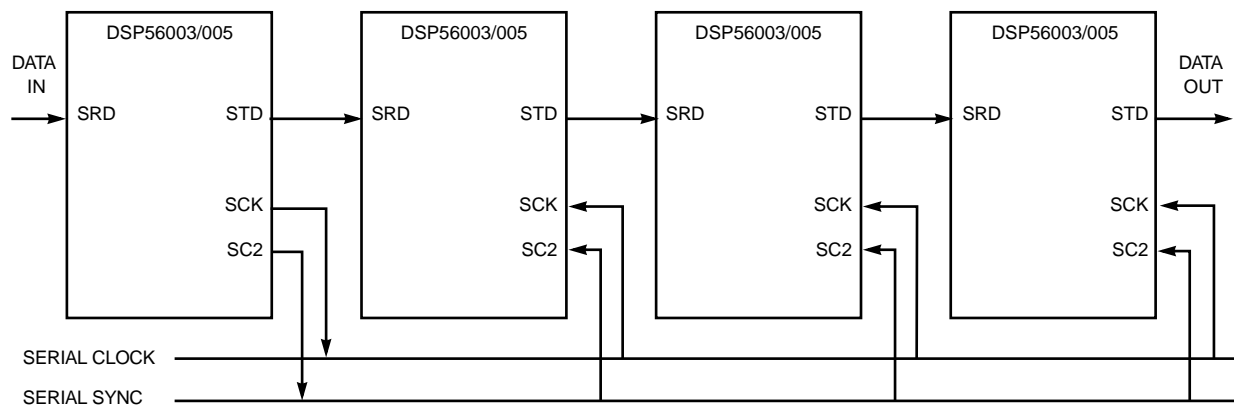 DSP56003/005
DSP56003/005
DSP56003/005
DSP56003/005
DATA
IN
DATA
OUT
SRD
STD
SRD
STD
SRD
STD
SRD
STD
SCK
SCK
SCK
SCK
SC2
SC2
SC2
SC2
SERIAL CLOCK
SERIAL SYNC